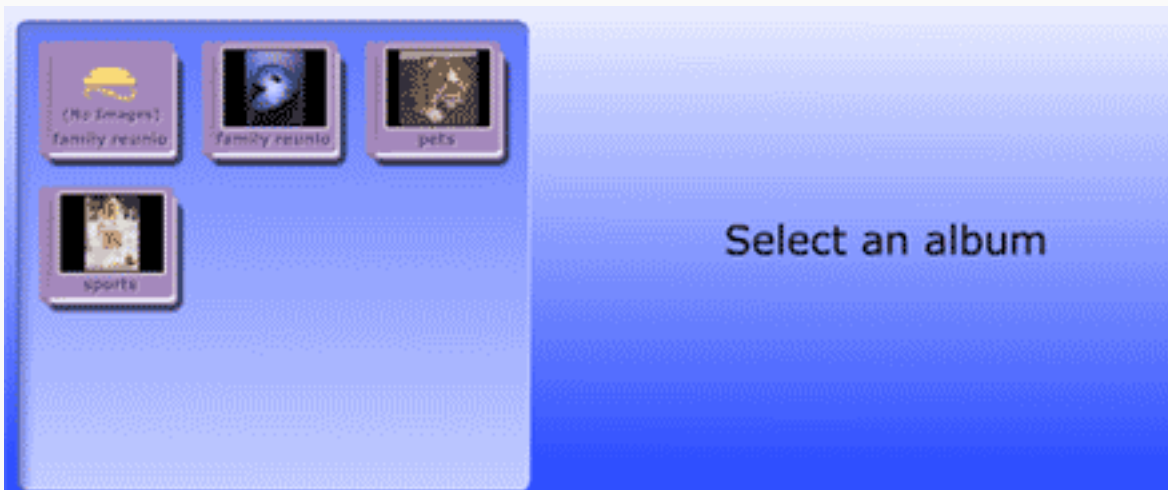 (No Images)
family reunio
family reunio
pets
sports
Select an album